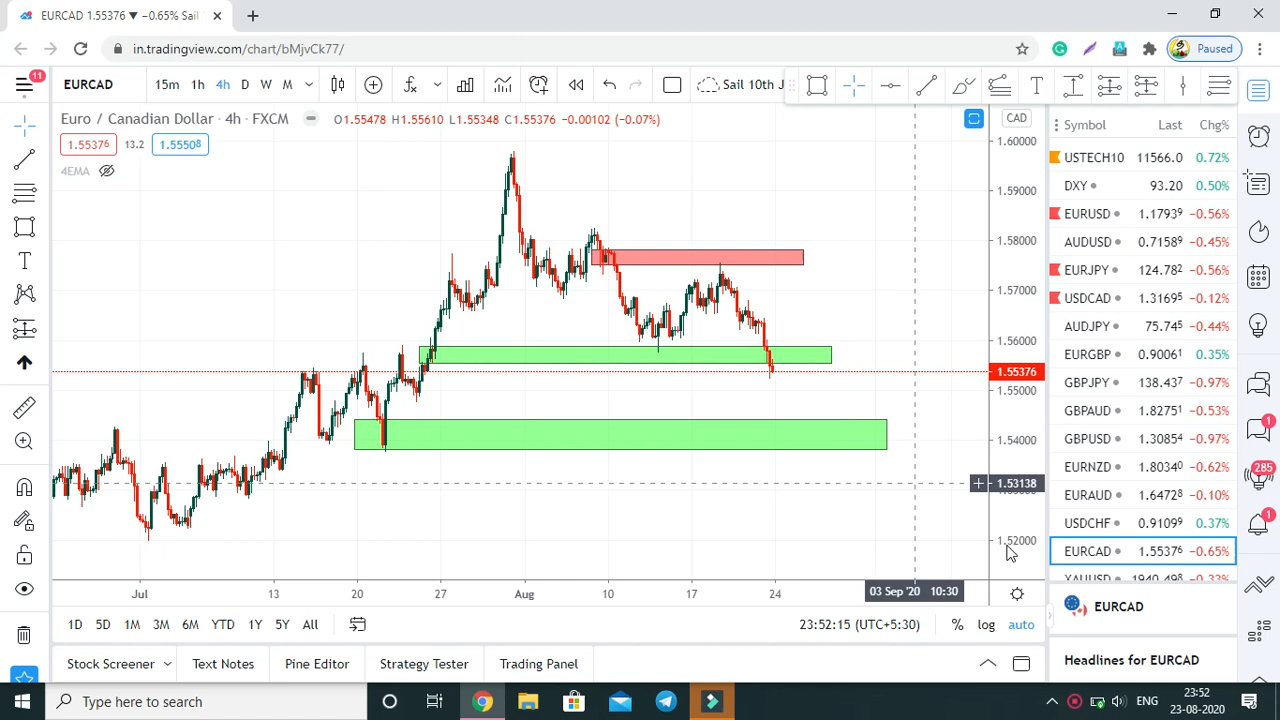 EURCAD 1.55376 ▼ −0.65% Sail
in.tradingview.com/chart/bMjvCk77/
Paused
11
EURCAD
15m 1h 4h D W M
Sail 10th J
Euro / Canadian Dollar · 4h · FXCM
O1.55478 H1.55610 L1.55348 C1.55376 −0.00102 (−0.07%)
1.55376 13.2 1.55508
4EMA
CAD
1.60000
1.59000
1.58000
1.57000
1.56000
1.55376
1.55000
1.54000
1.53138
1.52000
Jul 13 20 27 Aug 10 17 24
03 Sep '20 10:30
1D 5D 1M 3M 6M YTD 1Y 5Y All
23:52:15 (UTC+5:30) % log auto
Stock Screener Text Notes Pine Editor Strategy Tester Trading Panel
Symbol Last Chg%
USTECH10 11566.0 0.72%
DXY 93.20 0.50%
EURUSD 1.17939 −0.56%
AUDUSD 0.71589 −0.45%
EURJPY 124.782 −0.56%
USDCAD 1.31695 −0.12%
AUDJPY 75.745 −0.44%
EURGBP 0.90061 0.35%
GBPJPY 138.437 −0.97%
GBPAUD 1.82751 −0.53%
GBPUSD 1.30854 −0.97%
EURNZD 1.80340 −0.62%
EURAUD 1.64728 −0.10%
USDCHF 0.91099 0.37%
EURCAD 1.55376 −0.65%
XAUUSD 1940.498 −0.33%
EURCAD
Headlines for EURCAD
1
285
1
Type here to search
ENG
23:52
23-08-2020